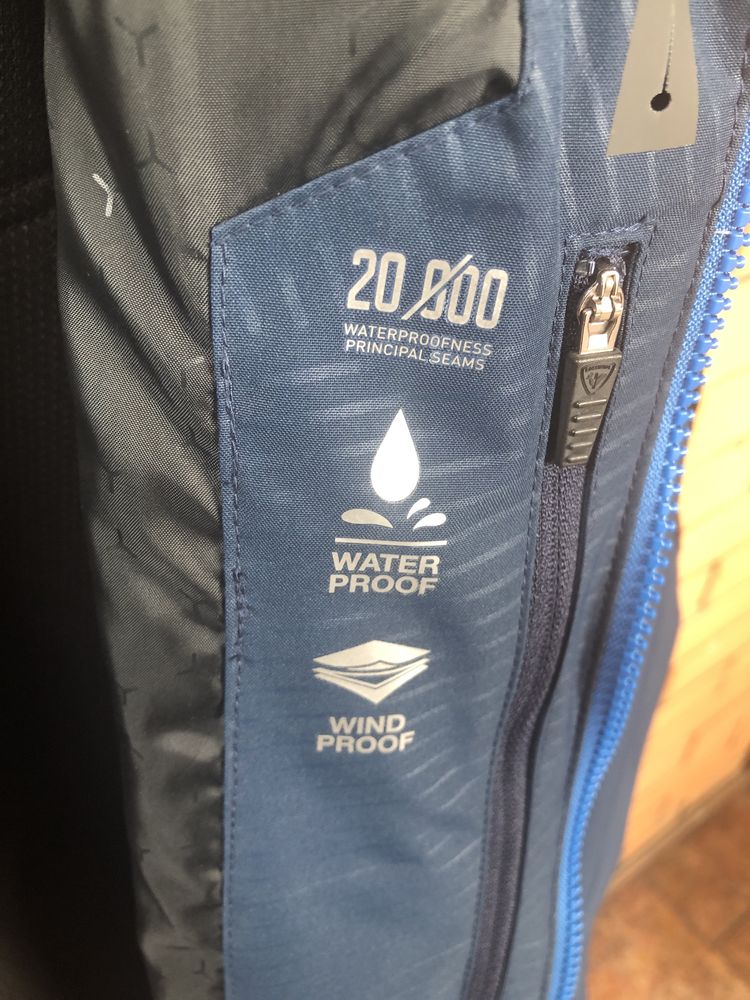 20 000
WATERPROOFNESS
PRINCIPAL SEAMS
WATER
PROOF
WIND
PROOF